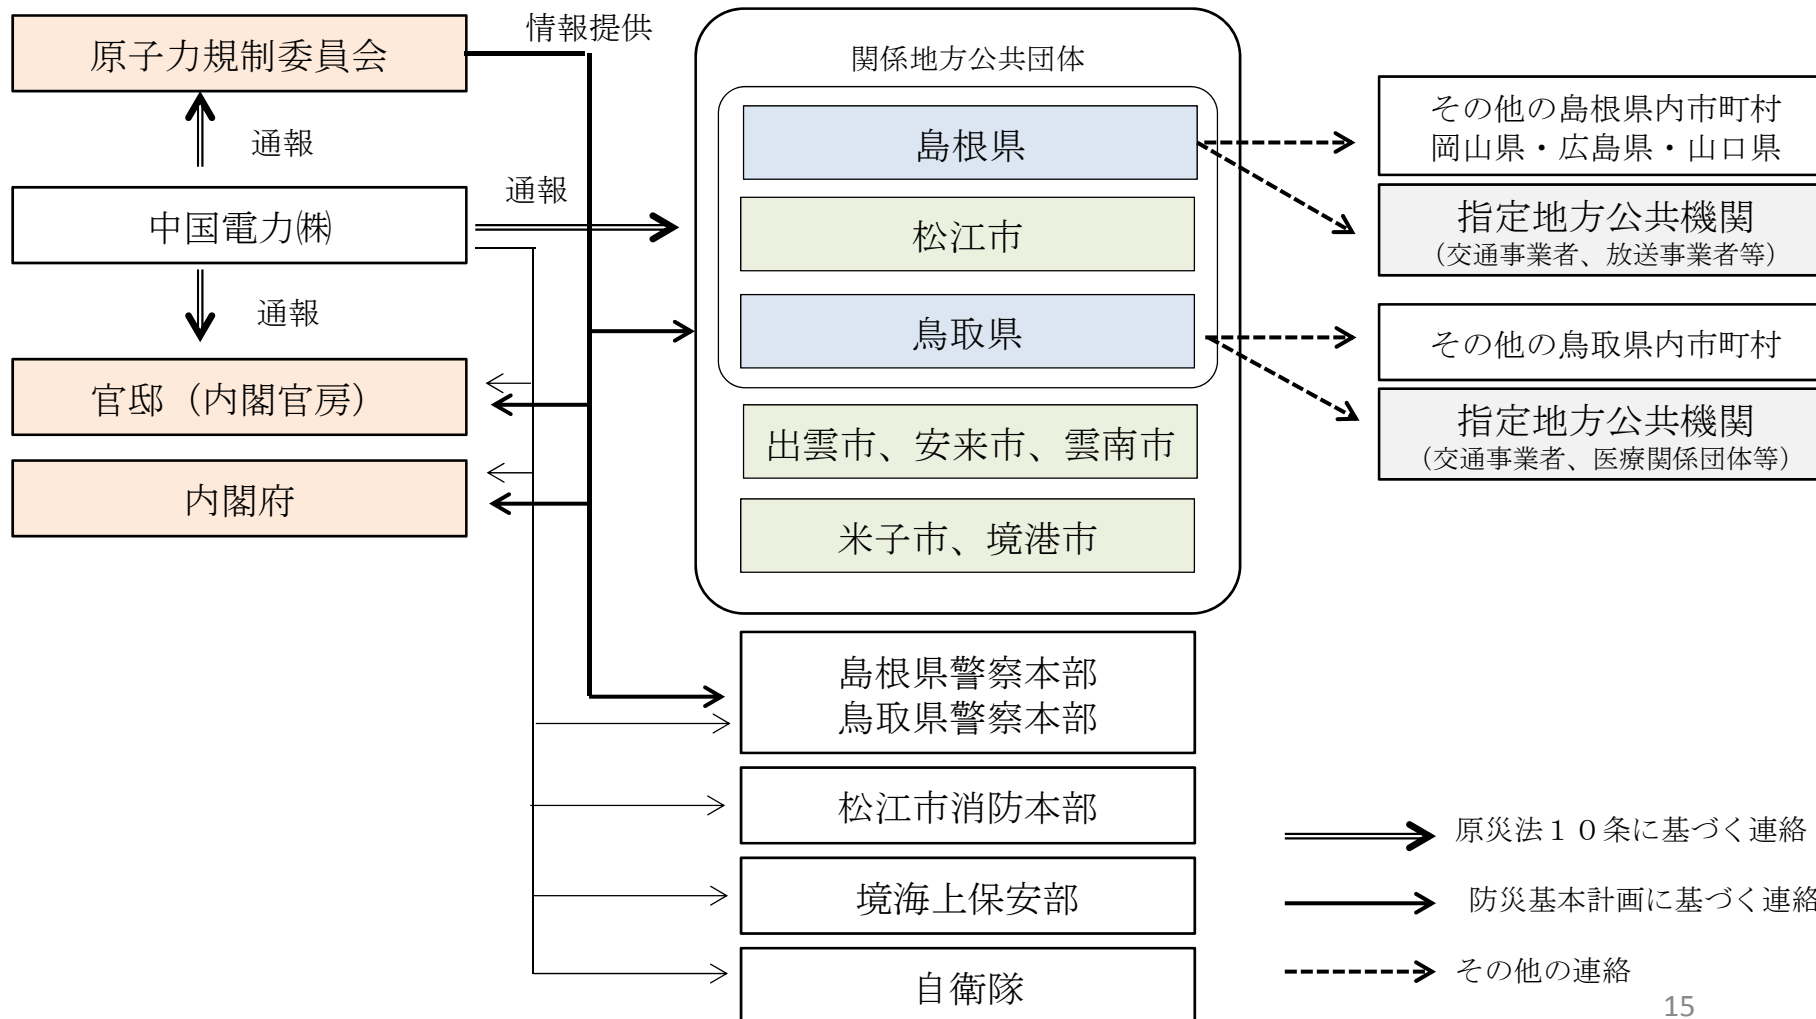 情報提供
原子力規制委員会
通報
中国電力㈱
通報
通報
官邸（内閣官房）
内閣府
関係地方公共団体
島根県
松江市
鳥取県
出雲市、安来市、雲南市
米子市、境港市
その他の島根県内市町村
岡山県・広島県・山口県
指定地方公共機関
（交通事業者、放送事業者等）
その他の鳥取県内市町村
指定地方公共機関
（交通事業者、医療関係団体等）
島根県警察本部
鳥取県警察本部
松江市消防本部
境海上保安部
自衛隊
原災法１０条に基づく連絡
防災基本計画に基づく連絡
その他の連絡
15